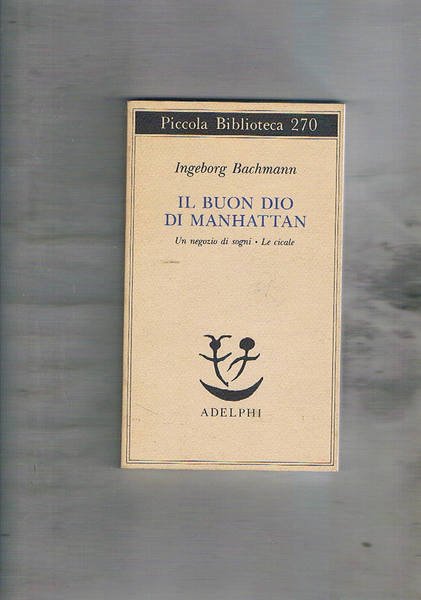 Piccola Biblioteca 270
Ingeborg Bachmann
IL BUON DIO
DI MANHATTAN
Un negozio di sogni • Le cicale
ADELPHI